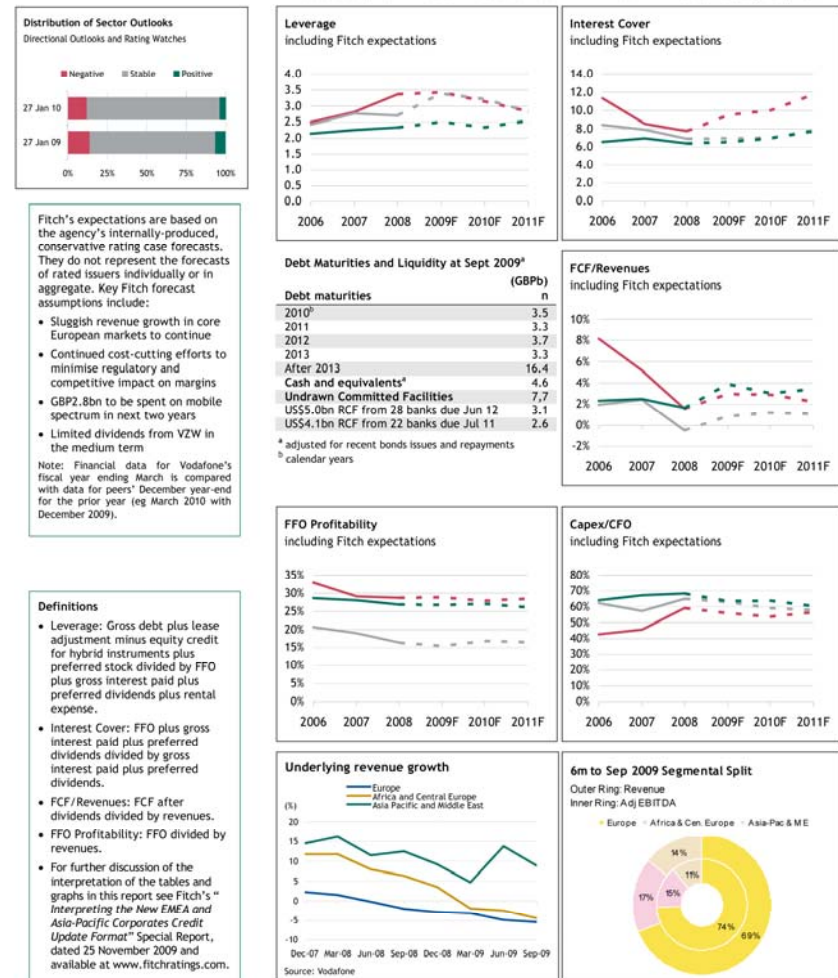 Distribution of Sector Outlooks
Directional Outlooks and Rating Watches
Negative Stable Positive
27 Jan 10
27 Jan 09
0% 25% 50% 75% 100%
Fitch's expectations are based on
the agency's internally-produced,
conservative rating case forecasts.
They do not represent the forecasts
of rated issuers individually or in
aggregate. Key Fitch forecast
assumptions include:
• Sluggish revenue growth in core
European markets to continue
• Continued cost-cutting efforts to
minimise regulatory and
competitive impact on margins
• GBP2.8bn to be spent on mobile
spectrum in next two years
• Limited dividends from VZW in
the medium term
Note: Financial data for Vodafone's
fiscal year ending March is compared
with data for peers' December year-end
for the prior year (eg March 2010 with
December 2009).
Definitions
• Leverage: Gross debt plus lease
adjustment minus equity credit
for hybrid instruments plus
preferred stock divided by FFO
plus gross interest paid plus
preferred dividends plus rental
expense.
• Interest Cover: FFO plus gross
interest paid plus preferred
dividends divided by gross
interest paid plus preferred
dividends.
• FCF/Revenues: FCF after
dividends divided by revenues.
• FFO Profitability: FFO divided by
revenues.
• For further discussion of the
interpretation of the tables and
graphs in this report see Fitch's "
Interpreting the New EMEA and
Asia-Pacific Corporates Credit
Update Format" Special Report,
dated 25 November 2009 and
available at www.fitchratings.com.
Leverage
including Fitch expectations
4.0
3.5
3.0
2.5
2.0
1.5
1.0
0.5
0.0
2006 2007 2008 2009F 2010F 2011F
Interest Cover
including Fitch expectations
14.0
12.0
10.0
8.0
6.0
4.0
2.0
0.0
2006 2007 2008 2009F 2010F 2011F
Debt Maturities and Liquidity at Sept 2009a
(GBPb)
Debt maturities n
2010b 3.5
2011 3.3
2012 3.7
2013 3.3
After 2013 16.4
Cash and equivalentsa 4.6
Undrawn Committed Facilities 7,7
US$5.0bn RCF from 28 banks due Jun 12 3.1
US$4.1bn RCF from 22 banks due Jul 11 2.6
a adjusted for recent bonds issues and repayments
b calendar years
FCF/Revenues
including Fitch expectations
10%
8%
6%
4%
2%
0%
-2%
2006 2007 2008 2009F 2010F 2011F
FFO Profitability
including Fitch expectations
35%
30%
25%
20%
15%
10%
5%
0%
2006 2007 2008 2009F 2010F 2011F
Capex/CFO
including Fitch expectations
80%
70%
60%
50%
40%
30%
20%
10%
0%
2006 2007 2008 2009F 2010F 2011F
Underlying revenue growth
Europe
Africa and Central Europe
Asia Pacific and Middle East
(%)
20
15
10
5
0
-5
-10
Dec-07 Mar-08 Jun-08 Sep-08 Dec-08 Mar-09 Jun-09 Sep-09
Source: Vodafone
6m to Sep 2009 Segmental Split
Outer Ring: Revenue
Inner Ring: Adj EBITDA
Europe Africa & Cen. Europe Asia-Pac & ME
14%
11%
17%
15%
74%
69%